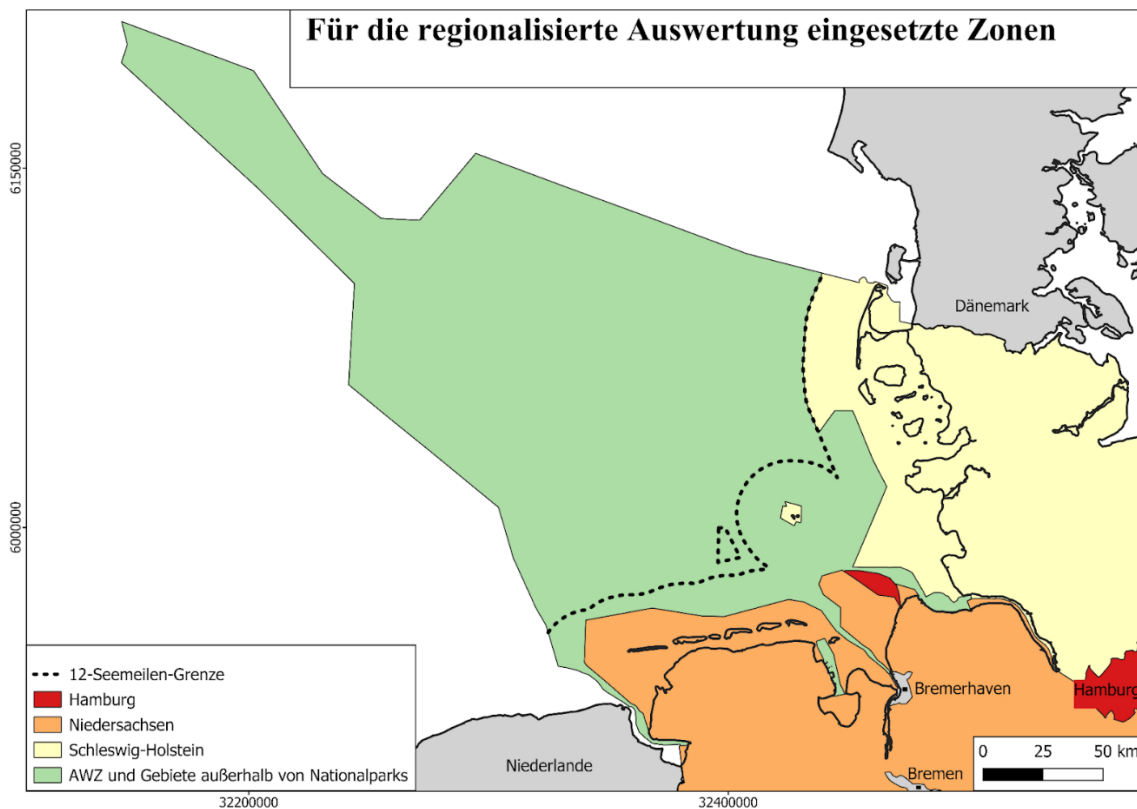 Für die regionalisierte Auswertung eingesetzte Zonen
6150000
Dänemark
6000000
12-Seemeilen-Grenze
Hamburg
Niedersachsen
Schleswig-Holstein
AWZ und Gebiete außerhalb von Nationalparks
Bremerhaven
Hamburg
Niederlande
Bremen
0 25 50 km
32200000
32400000